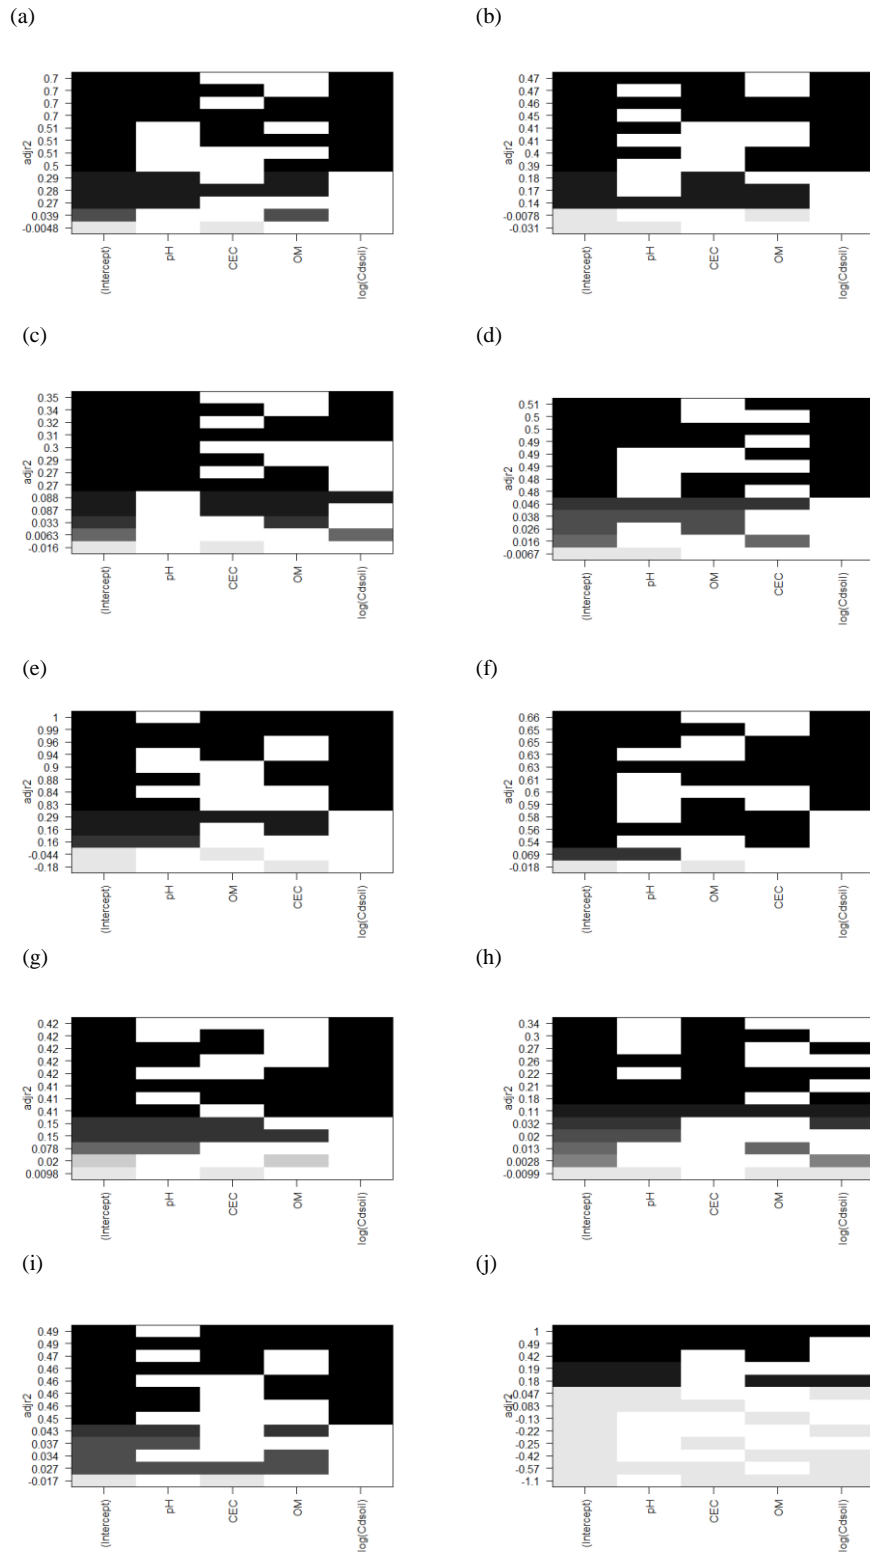 (a)
0.7
0.7
0.7
0.7
0.51
0.51
0.51
0.5
0.29
0.28
0.27
0.039
-0.0048
adjr2
(Intercept)
pH
CEC
OM
log(Cdsoil)
(b)
0.47
0.47
0.46
0.45
0.41
0.41
0.4
0.39
0.18
0.17
0.14
-0.0078
-0.031
adjr2
(Intercept)
pH
CEC
OM
log(Cdsoil)
(c)
0.35
0.34
0.32
0.31
0.3
0.29
0.27
0.27
0.088
0.087
0.033
0.0063
-0.016
adjr2
(Intercept)
pH
CEC
OM
log(Cdsoil)
(d)
0.51
0.5
0.5
0.49
0.49
0.49
0.48
0.48
0.046
0.038
0.026
0.016
-0.0067
adjr2
(Intercept)
pH
OM
CEC
log(Cdsoil)
(e)
1
0.99
0.96
0.94
0.9
0.88
0.84
0.83
0.29
0.16
0.16
-0.044
-0.18
adjr2
(Intercept)
pH
OM
CEC
log(Cdsoil)
(f)
0.66
0.65
0.65
0.63
0.63
0.61
0.6
0.59
0.58
0.56
0.54
0.069
-0.018
adjr2
(Intercept)
pH
OM
CEC
log(Cdsoil)
(g)
0.42
0.42
0.42
0.42
0.42
0.41
0.41
0.41
0.15
0.15
0.078
0.02
0.0098
adjr2
(Intercept)
pH
CEC
OM
log(Cdsoil)
(h)
0.34
0.3
0.27
0.26
0.22
0.21
0.18
0.11
0.032
0.02
0.013
0.0028
-0.0099
adjr2
(Intercept)
pH
CEC
OM
log(Cdsoil)
(i)
0.49
0.49
0.47
0.46
0.46
0.46
0.46
0.45
0.043
0.037
0.034
0.027
-0.017
adjr2
(Intercept)
pH
CEC
OM
log(Cdsoil)
(j)
1
0.49
0.42
0.19
0.18
-0.047
-0.083
-0.13
-0.22
-0.25
-0.42
-0.57
-1.1
adjr2
(Intercept)
pH
CEC
OM
log(Cdsoil)